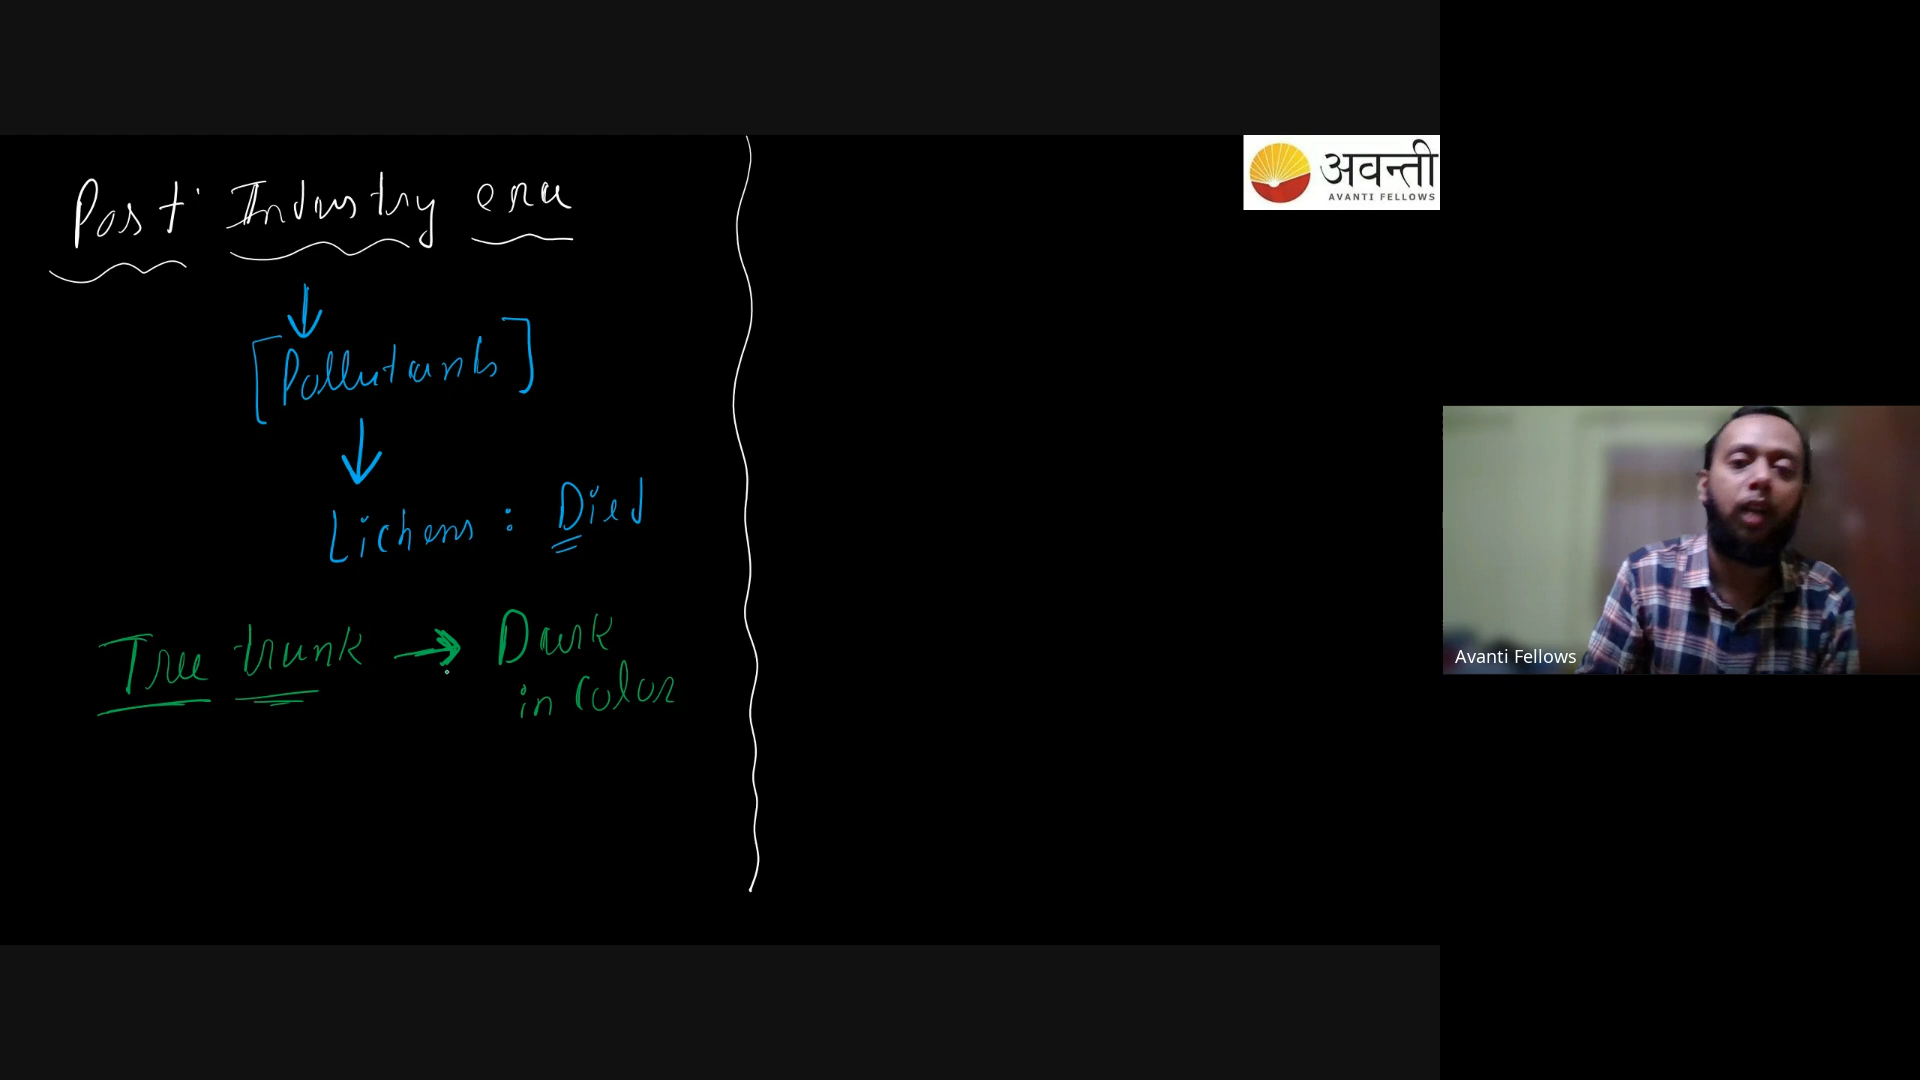 Post Industry era
[Pollutants]
Lichens : Died
Tree trunk → Dark
in color
अवन्ती
AVANTI FELLOWS
Avanti Fellows